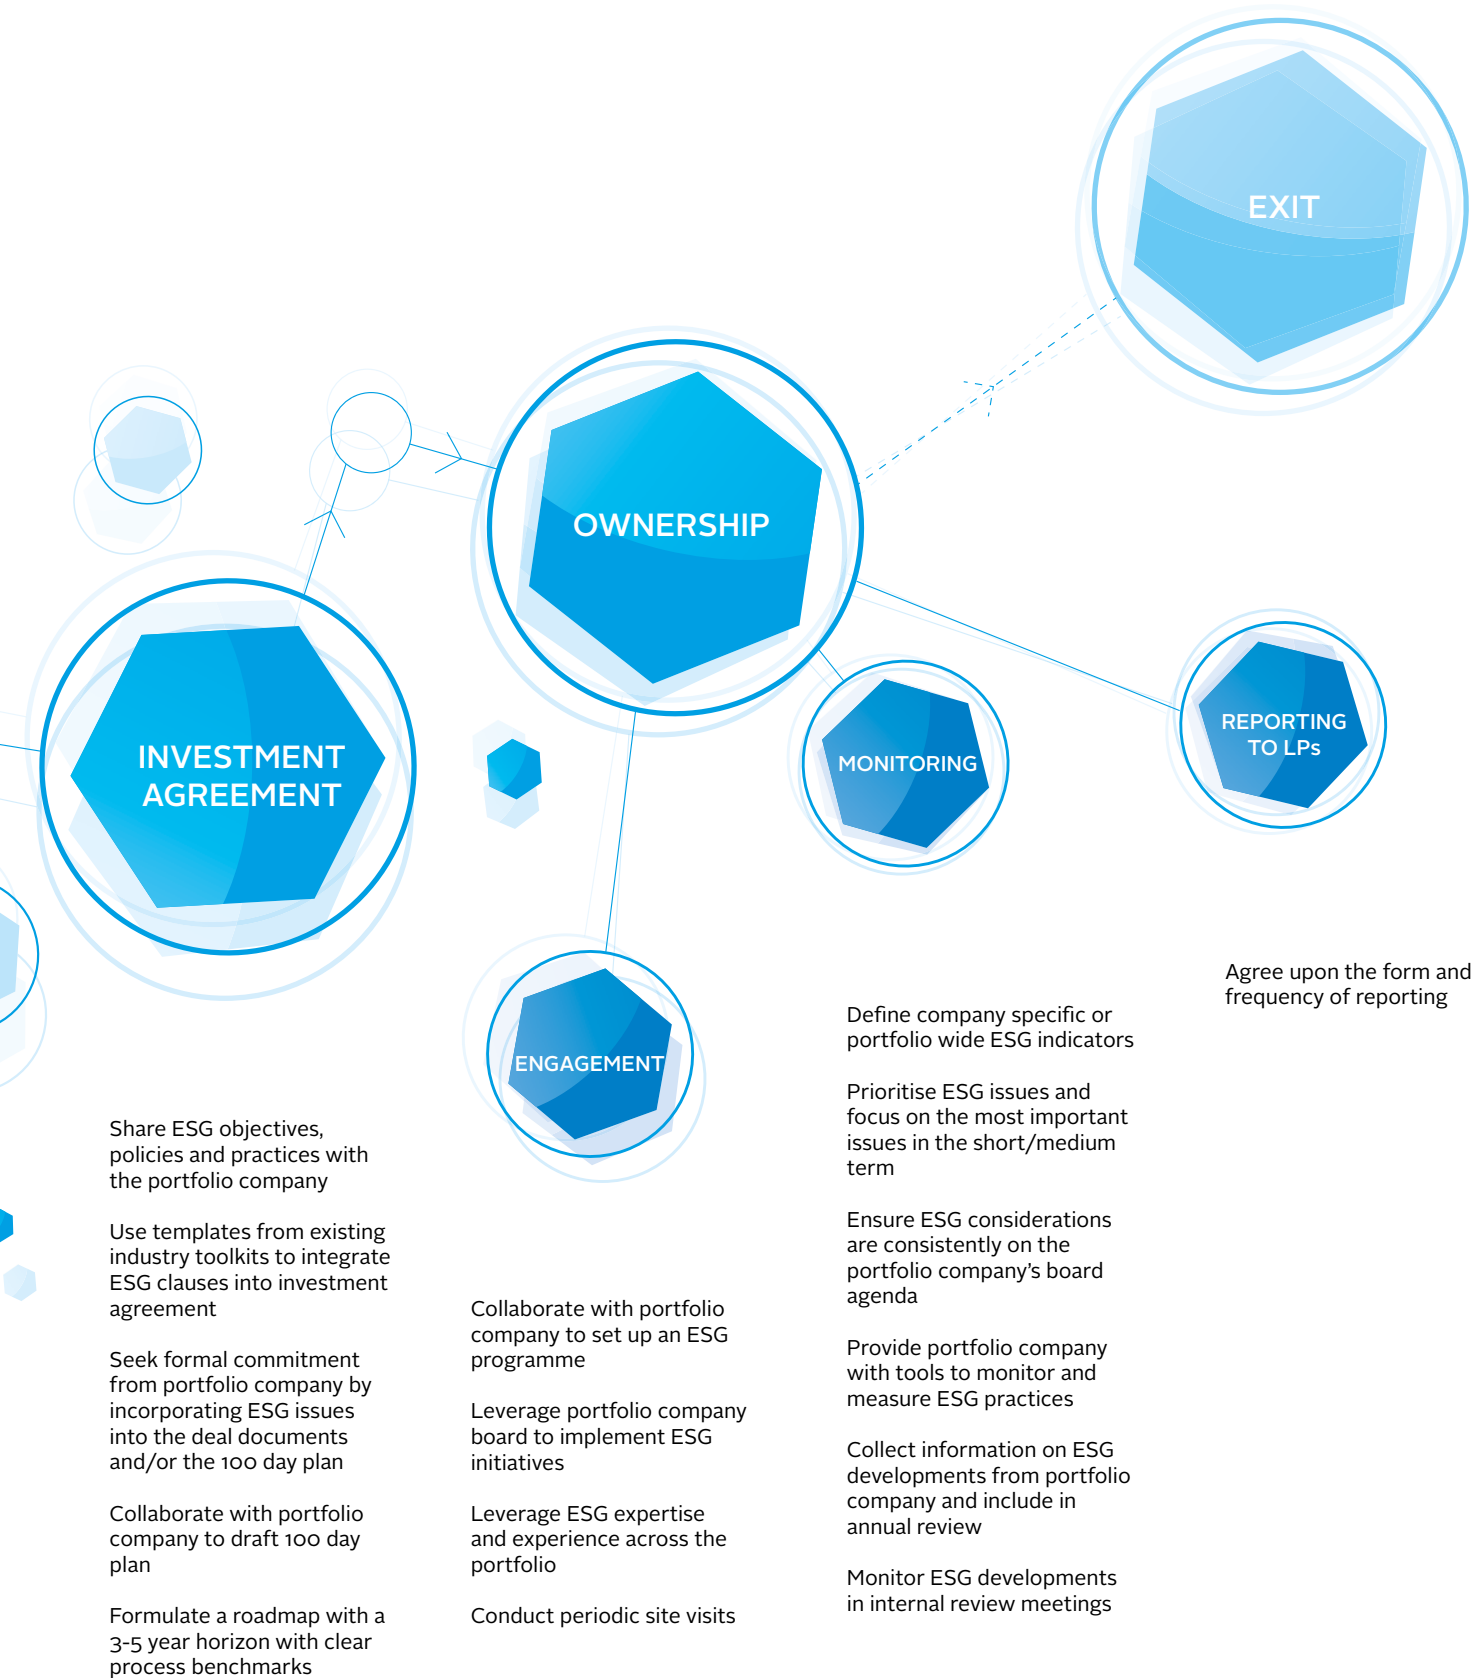 EXIT
OWNERSHIP
INVESTMENT
AGREEMENT
MONITORING
REPORTING
TO LPs
ENGAGEMENT
Share ESG objectives,
policies and practices with
the portfolio company
Use templates from existing
industry toolkits to integrate
ESG clauses into investment
agreement
Seek formal commitment
from portfolio company by
incorporating ESG issues
into the deal documents
and/or the 100 day plan
Collaborate with portfolio
company to draft 100 day
plan
Formulate a roadmap with a
3-5 year horizon with clear
process benchmarks
Collaborate with portfolio
company to set up an ESG
programme
Leverage portfolio company
board to implement ESG
initiatives
Leverage ESG expertise
and experience across the
portfolio
Conduct periodic site visits
Define company specific or
portfolio wide ESG indicators
Prioritise ESG issues and
focus on the most important
issues in the short/medium
term
Ensure ESG considerations
are consistently on the
portfolio company's board
agenda
Provide portfolio company
with tools to monitor and
measure ESG practices
Collect information on ESG
developments from portfolio
company and include in
annual review
Monitor ESG developments
in internal review meetings
Agree upon the form and
frequency of reporting